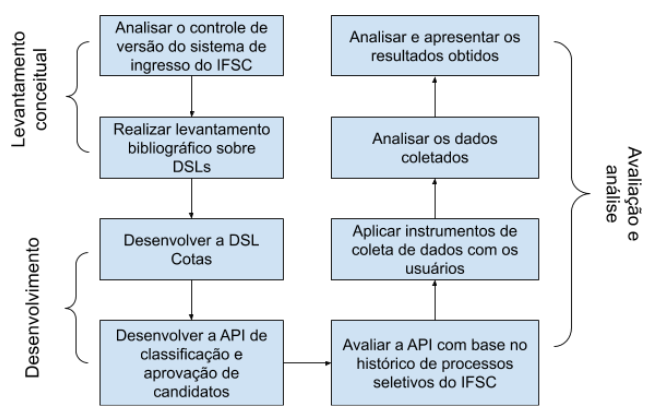 Levantamento
conceitual
Analisar o controle de
versão do sistema de
ingresso do IFSC
Realizar levantamento
bibliográfico sobre
DSLs
Desenvolvimento
Desenvolver a DSL
Cotas
Desenvolver a API de
classificação e
aprovação de
candidatos
Avaliar a API com base no
histórico de processos
seletivos do IFSC
Aplicar instrumentos de
coleta de dados com os
usuários
Analisar os dados
coletados
Analisar e apresentar os
resultados obtidos
Avaliação e
análise